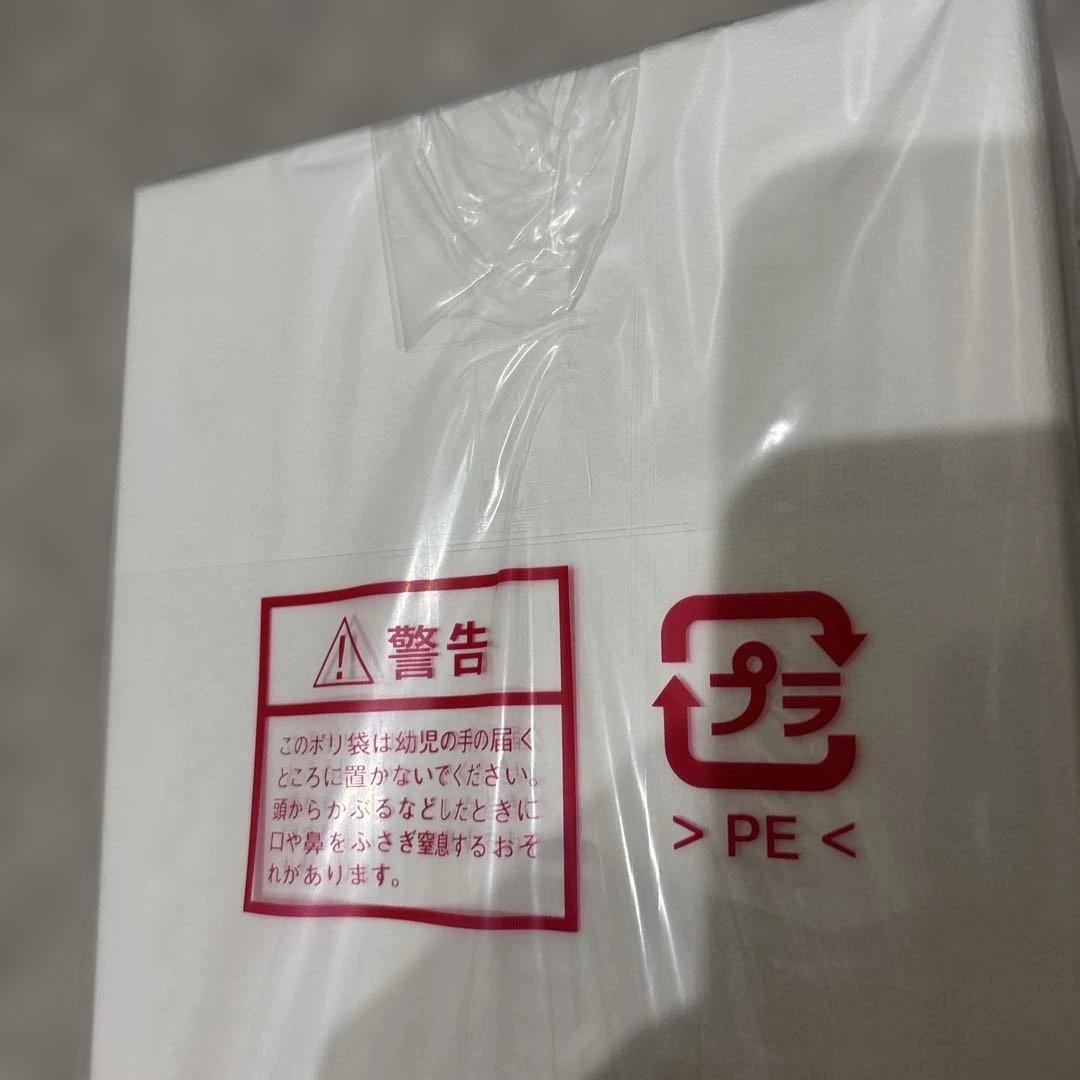 警告
このポリ袋は幼児の手の届く
ところに置かないでください。
頭からかぶるなどしたときに
口や鼻をふさぎ窒息するおそ
れがあります。
プラ
> PE <